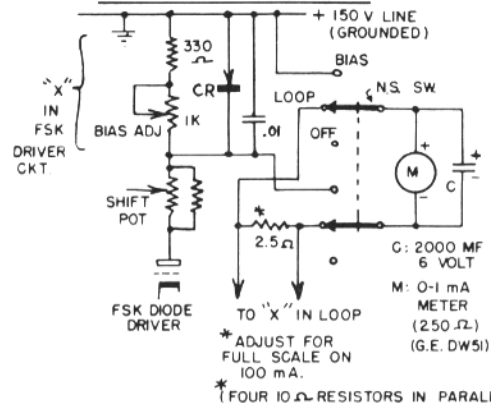 + 150 V LINE
(GROUNDED)
330
Ω
BIAS
"X"
IN
FSK
DRIVER
CKT.
CR
LOOP
N.S. SW.
BIAS ADJ
1K
.01
OFF
+
M
-
+
C
-
SHIFT
POT
*
2.5 Ω
C: 2000 MF
6 VOLT
M: 0-1 mA
METER
(250 Ω)
(G.E. DW51)
FSK DIODE
DRIVER
TO "X" IN LOOP
* ADJUST FOR
FULL SCALE ON
100 mA.
* (FOUR 10 Ω RESISTORS IN PARALL